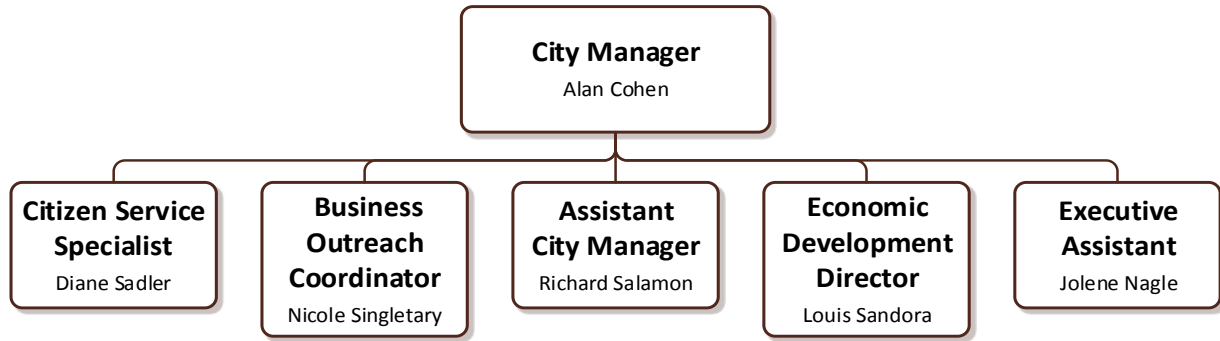 City Manager
Alan Cohen
Citizen Service
Specialist
Diane Sadler
Business
Outreach
Coordinator
Nicole Singletary
Assistant
City Manager
Richard Salamon
Economic
Development
Director
Louis Sandora
Executive
Assistant
Jolene Nagle